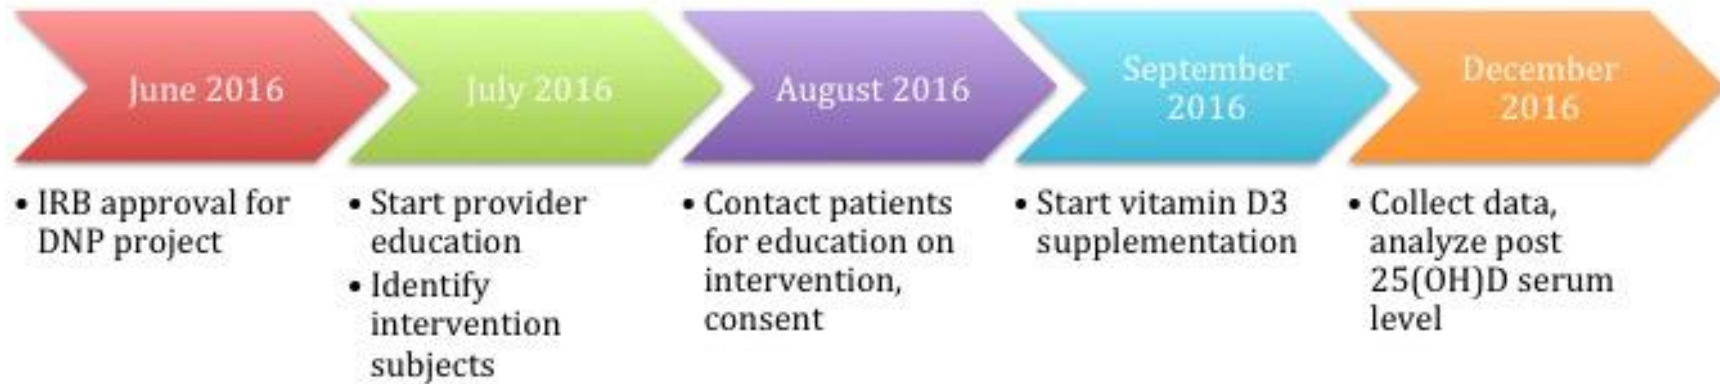 June 2016
July 2016
August 2016
September
2016
December
2016
• IRB approval for
DNP project
• Start provider
education
• Identify
intervention
subjects
• Contact patients
for education on
intervention,
consent
• Start vitamin D3
supplementation
• Collect data,
analyze post
25(OH)D serum
level